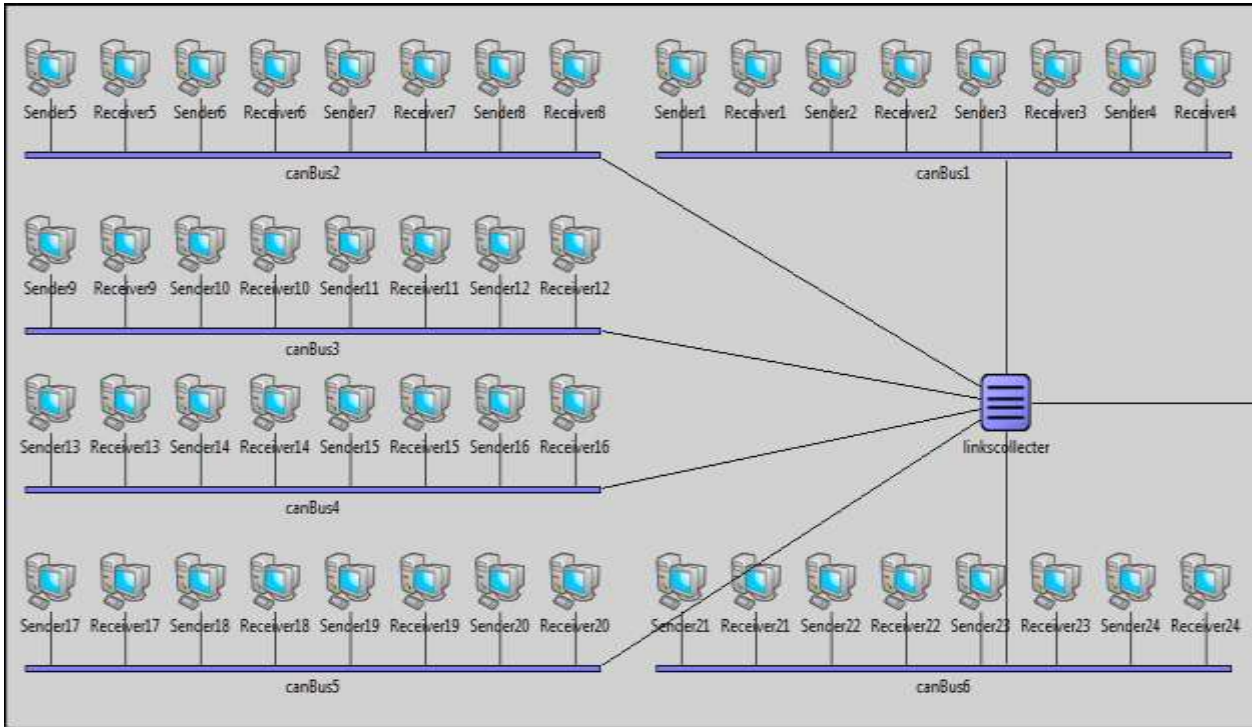 Sender5 Receiver5 Sender6 Receiver6 Sender7 Receiver7 Sender8 Receiver8
canBus2
Sender1 Receiver1 Sender2 Receiver2 Sender3 Receiver3 Sender4 Receiver4
canBus1
Sender9 Receiver9 Sender10 Receiver10 Sender11 Receiver11 Sender12 Receiver12
canBus3
Sender13 Receiver13 Sender14 Receiver14 Sender15 Receiver15 Sender16 Receiver16
canBus4
linkscollecter
Sender17 Receiver17 Sender18 Receiver18 Sender19 Receiver19 Sender20 Receiver20
canBus5
Sender21 Receiver21 Sender22 Receiver22 Sender23 Receiver23 Sender24 Receiver24
canBus6